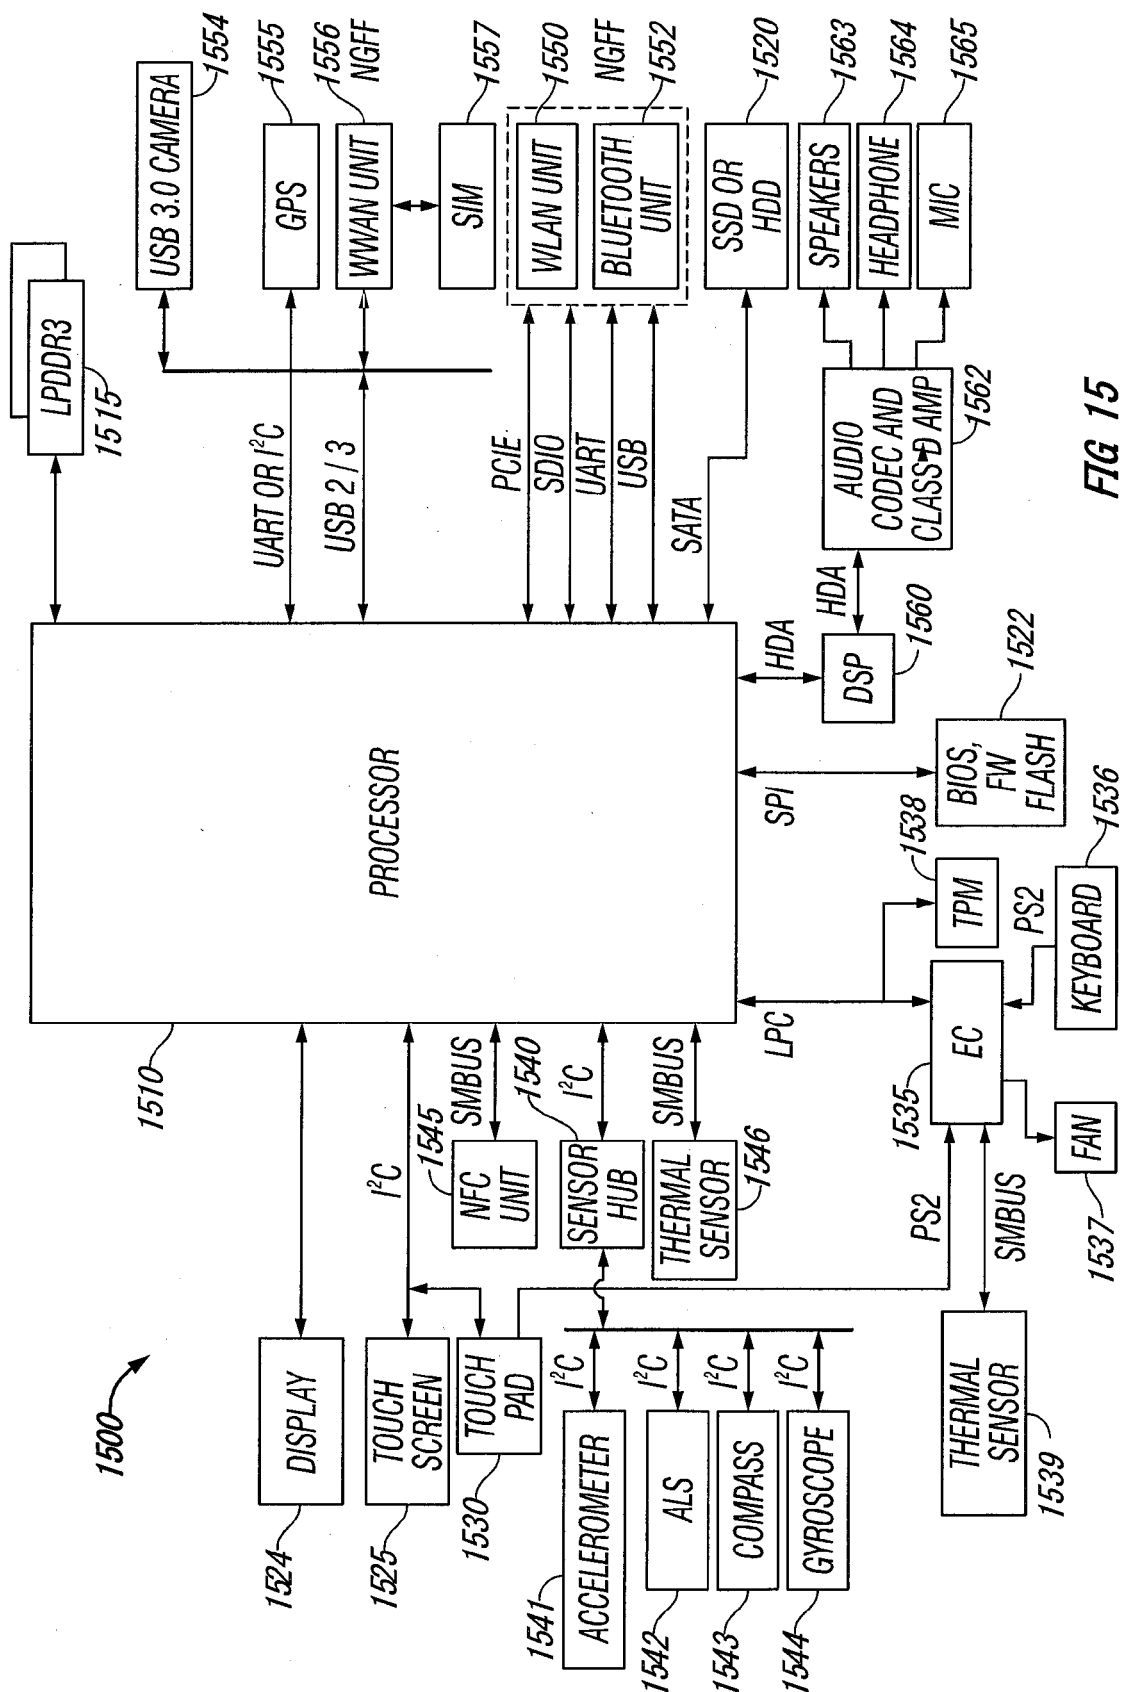 1500
LPDDR3
1515
DISPLAY
1524
TOUCH
SCREEN
1525
TOUCH
PAD
1530
I²C
1510
PROCESSOR
USB 3.0 CAMERA
1554
UART OR I²C
GPS
1555
USB 2 / 3
WWAN UNIT
1556
NGFF
SIM
1557
NFC
UNIT
1545
SMBUS
SENSOR
HUB
1540
I²C
THERMAL
SENSOR
1546
SMBUS
ACCELEROMETER
1541
I²C
ALS
1542
I²C
COMPASS
1543
I²C
GYROSCOPE
1544
I²C
PCIE
SDIO
UART
USB
WLAN UNIT
1550
NGFF
BLUETOOTH
UNIT
1552
SATA
SSD OR
HDD
1520
LPC
SPI
HDA
DSP
1560
HDA
AUDIO
CODEC AND
CLASS D AMP
1562
SPEAKERS
1563
HEADPHONE
1564
MIC
1565
THERMAL
SENSOR
1539
PS2
SMBUS
EC
1535
FAN
1537
TPM
1538
PS2
KEYBOARD
1536
BIOS,
FW
FLASH
1522
FIG 15